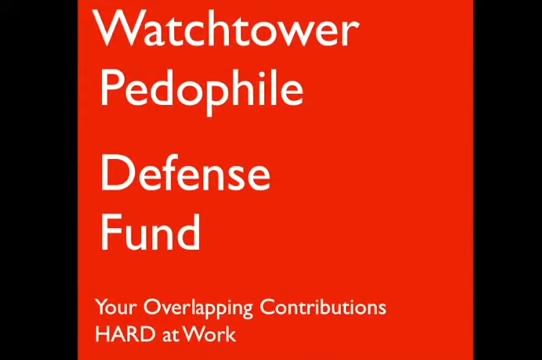 Watchtower
Pedophile
Defense
Fund
Your Overlapping Contributions
HARD at Work